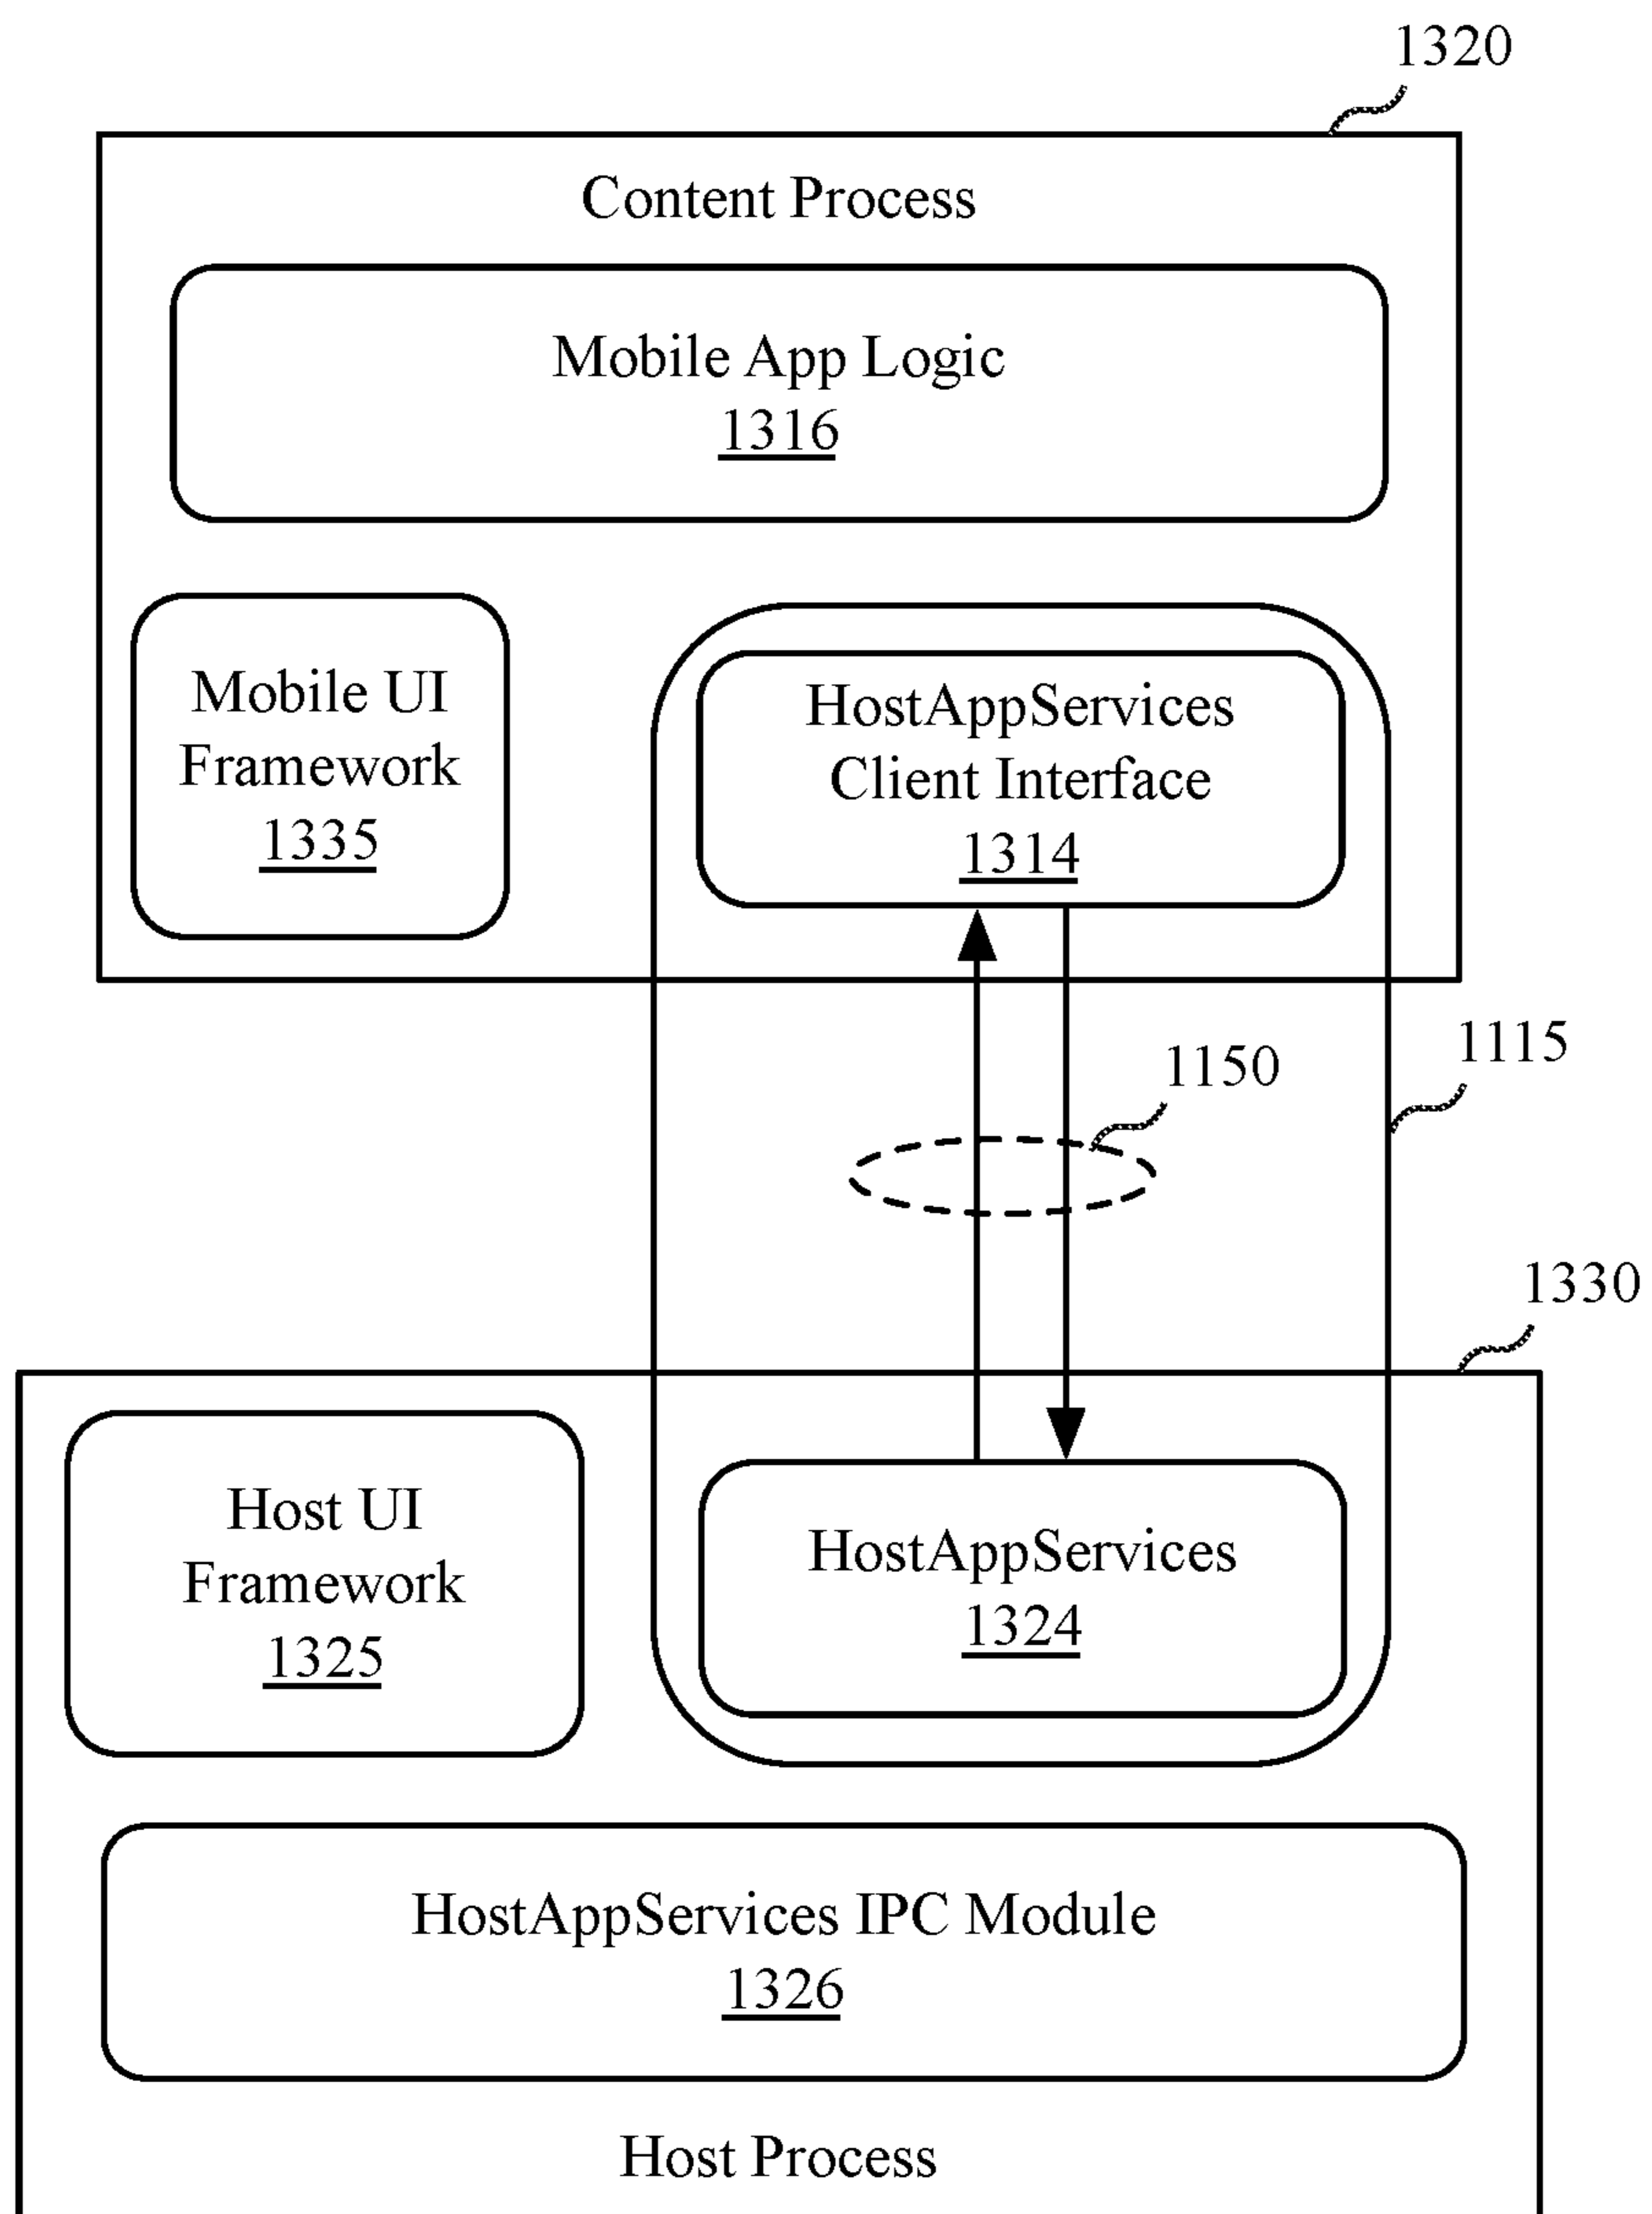 1320
Content Process
Mobile App Logic
1316
Mobile UI
Framework
1335
HostAppServices
Client Interface
1314
1115
1150
1330
Host UI
Framework
1325
HostAppServices
1324
HostAppServices IPC Module
1326
Host Process